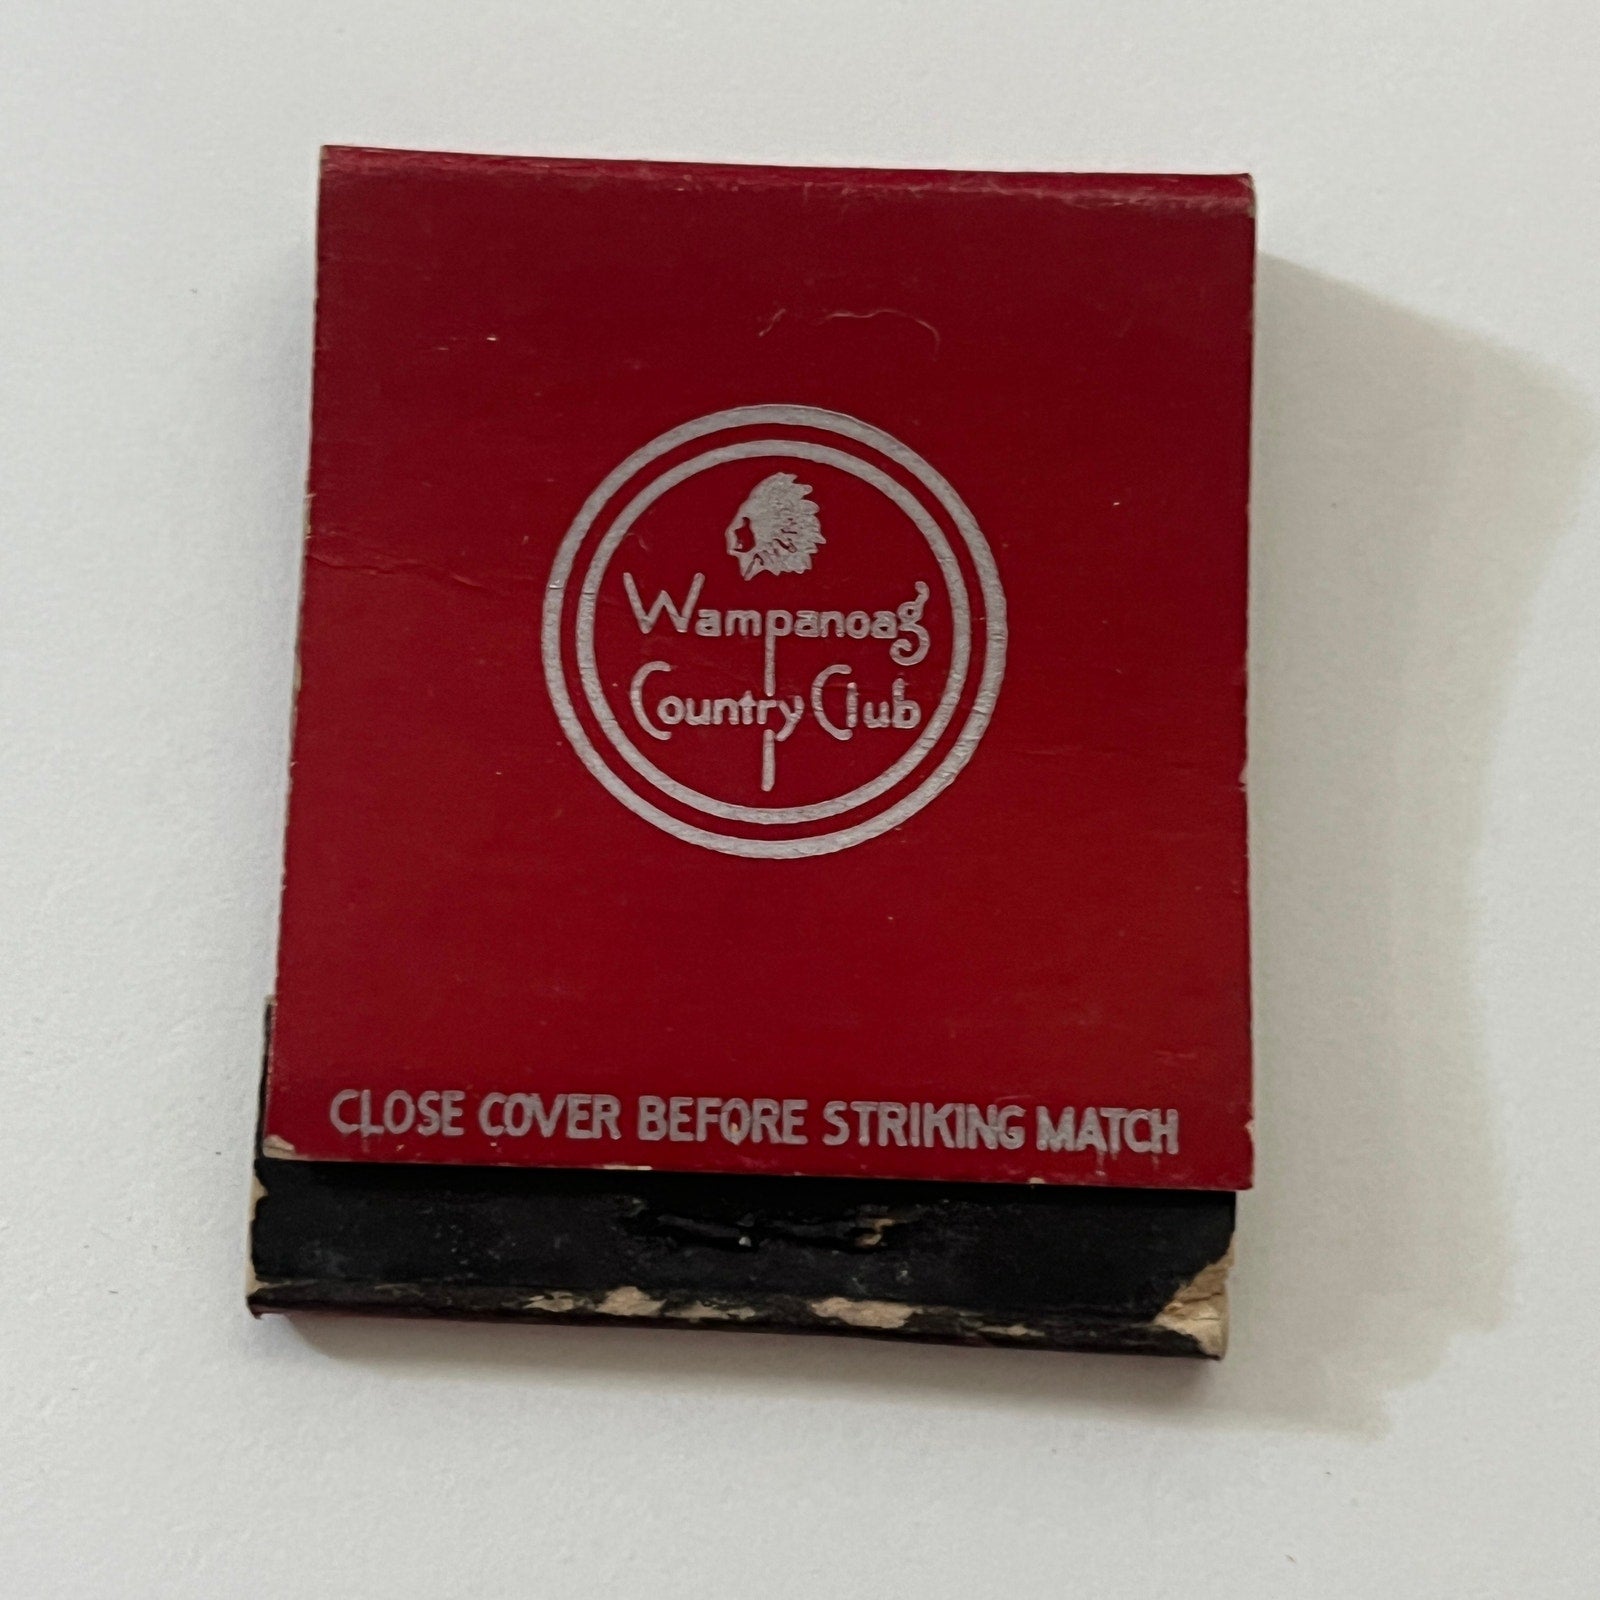 Wampanoag
Country Club
CLOSE COVER BEFORE STRIKING MATCH